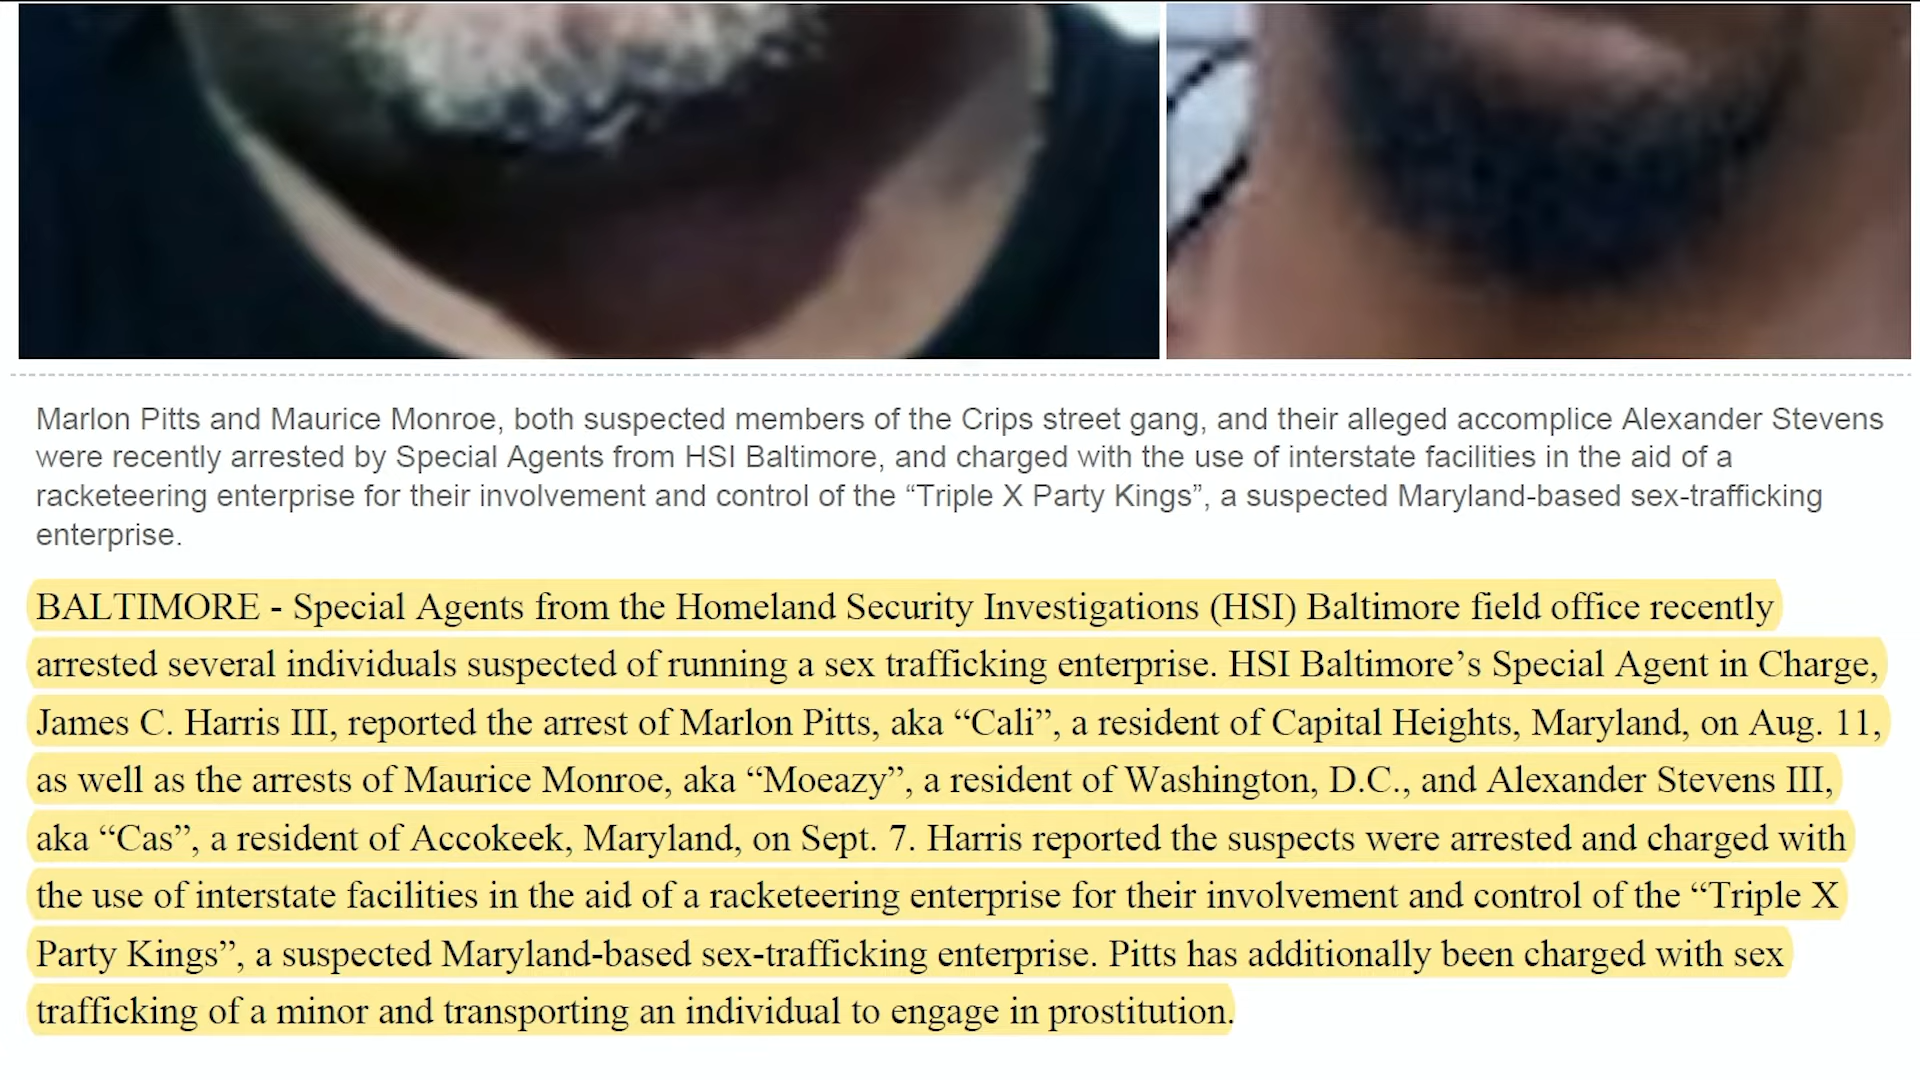 Marlon Pitts and Maurice Monroe, both suspected members of the Crips street gang, and their alleged accomplice Alexander Stevens
were recently arrested by Special Agents from HSI Baltimore, and charged with the use of interstate facilities in the aid of a
racketeering enterprise for their involvement and control of the “Triple X Party Kings”, a suspected Maryland-based sex-trafficking
enterprise.
BALTIMORE - Special Agents from the Homeland Security Investigations (HSI) Baltimore field office recently
arrested several individuals suspected of running a sex trafficking enterprise. HSI Baltimore’s Special Agent in Charge,
James C. Harris III, reported the arrest of Marlon Pitts, aka “Cali”, a resident of Capital Heights, Maryland, on Aug. 11,
as well as the arrests of Maurice Monroe, aka “Moeazy”, a resident of Washington, D.C., and Alexander Stevens III,
aka “Cas”, a resident of Accokeek, Maryland, on Sept. 7. Harris reported the suspects were arrested and charged with
the use of interstate facilities in the aid of a racketeering enterprise for their involvement and control of the “Triple X
Party Kings”, a suspected Maryland-based sex-trafficking enterprise. Pitts has additionally been charged with sex
trafficking of a minor and transporting an individual to engage in prostitution.